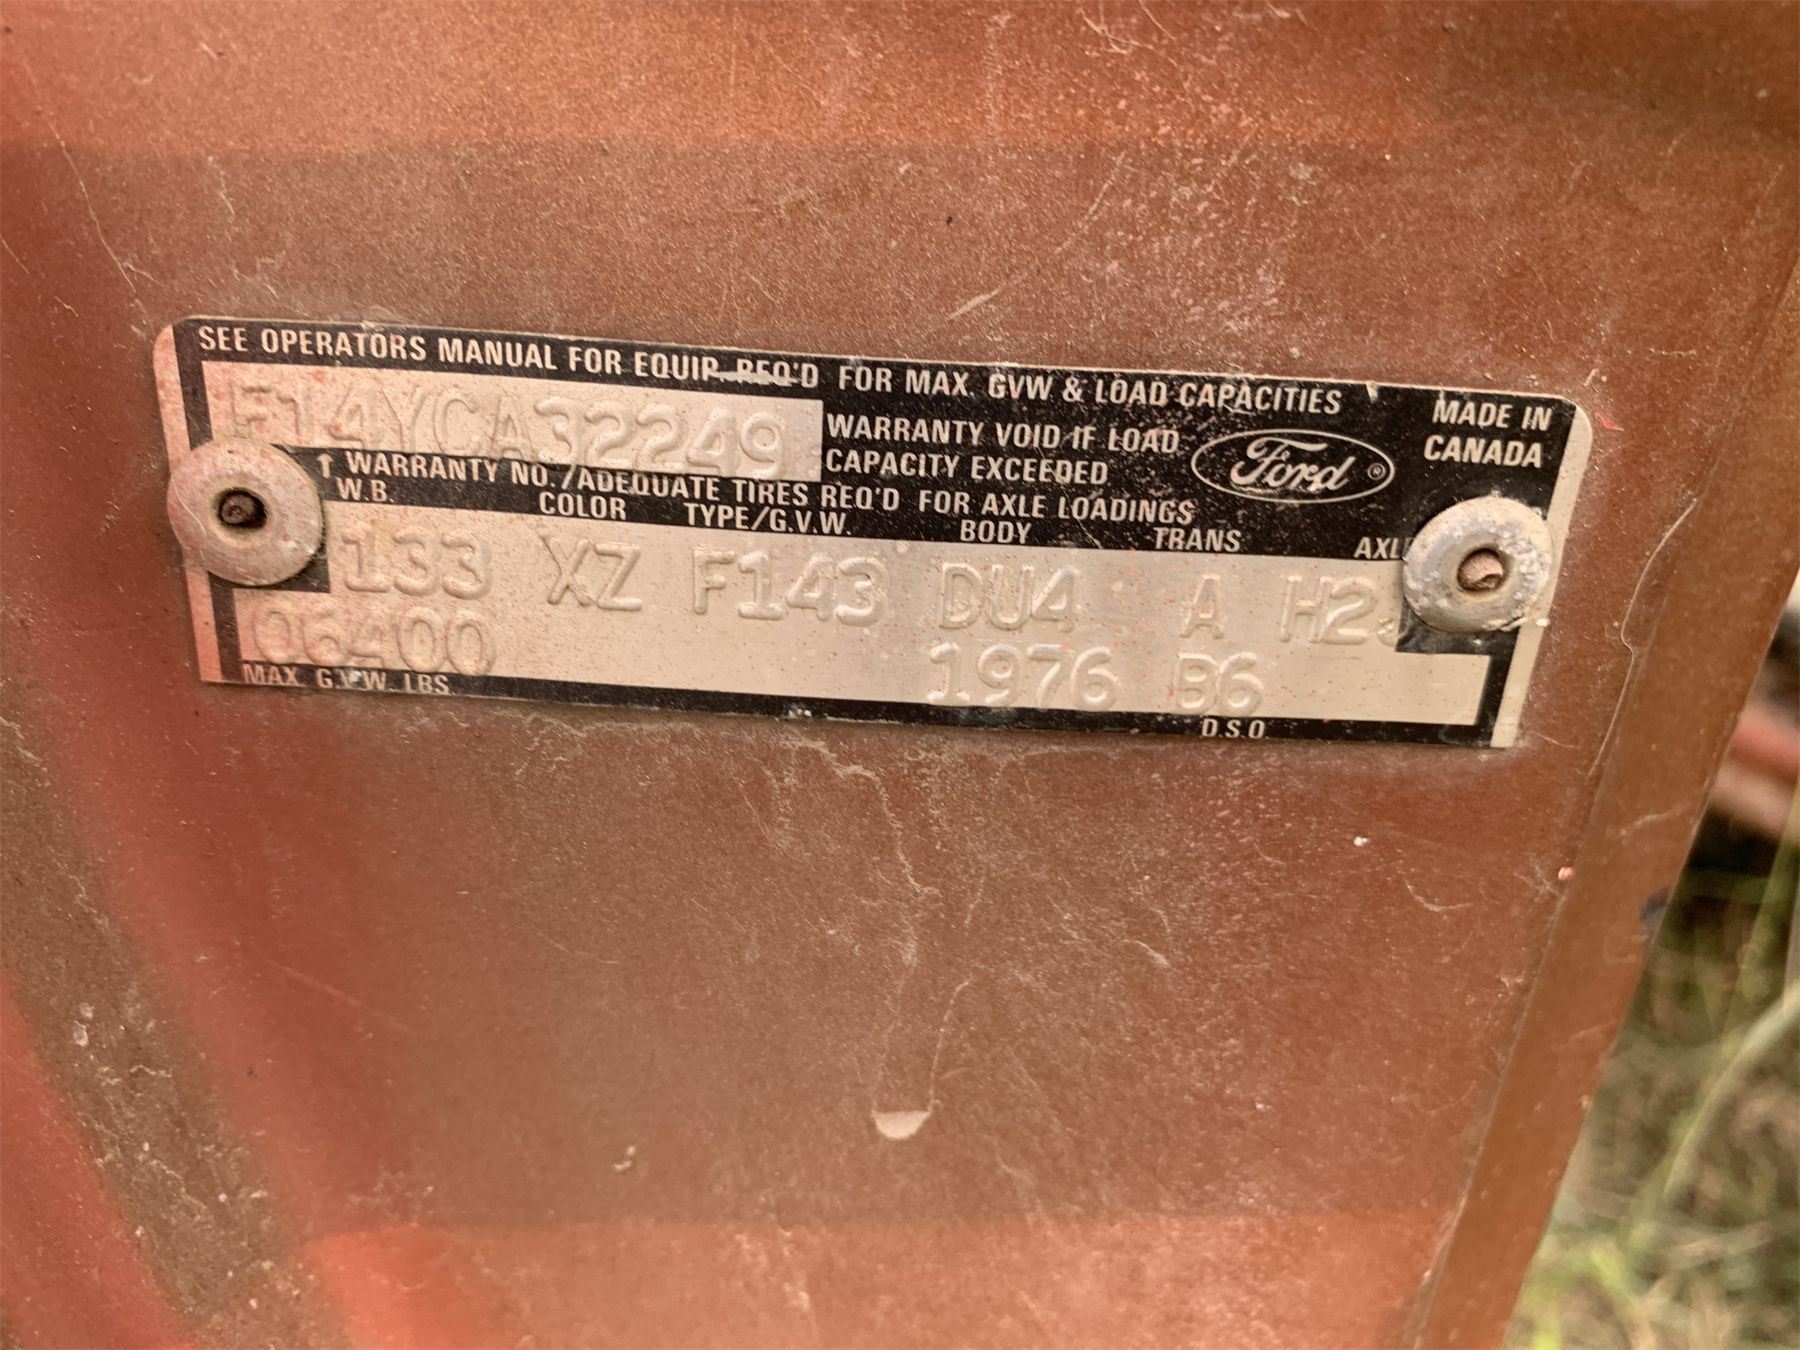 SEE OPERATORS MANUAL FOR EQUIP. REQ'D FOR MAX. GVW & LOAD CAPACITIES
F14YCA32249
WARRANTY VOID IF LOAD
CAPACITY EXCEEDED
Ford ®
MADE IN
CANADA
↑ WARRANTY NO./ADEQUATE TIRES REQ'D FOR AXLE LOADINGS
W.B. COLOR TYPE/G.V.W. BODY TRANS
133 XZ F143 DU4 A
06400 1976 B6
MAX. G.V.W. LBS. D.S.O.